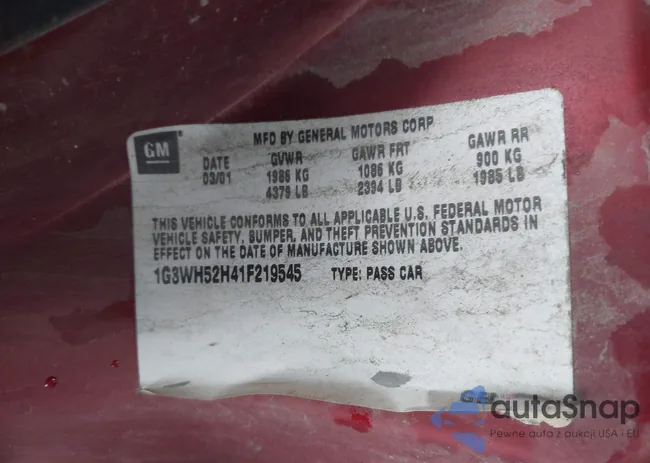 GM
MFD BY GENERAL MOTORS CORP
DATE GVWR GAWR FRT GAWR RR
03/01 1986 KG 1086 KG 900 KG
4379 LB 2394 LB 1985 LB
THIS VEHICLE CONFORMS TO ALL APPLICABLE U.S. FEDERAL MOTOR
VEHICLE SAFETY, BUMPER, AND THEFT PREVENTION STANDARDS IN
EFFECT ON THE DATE OF MANUFACTURE SHOWN ABOVE.
1G3WH52H41F219545 TYPE: PASS CAR
autaSnap
Pewne auta z aukcji USA i EU